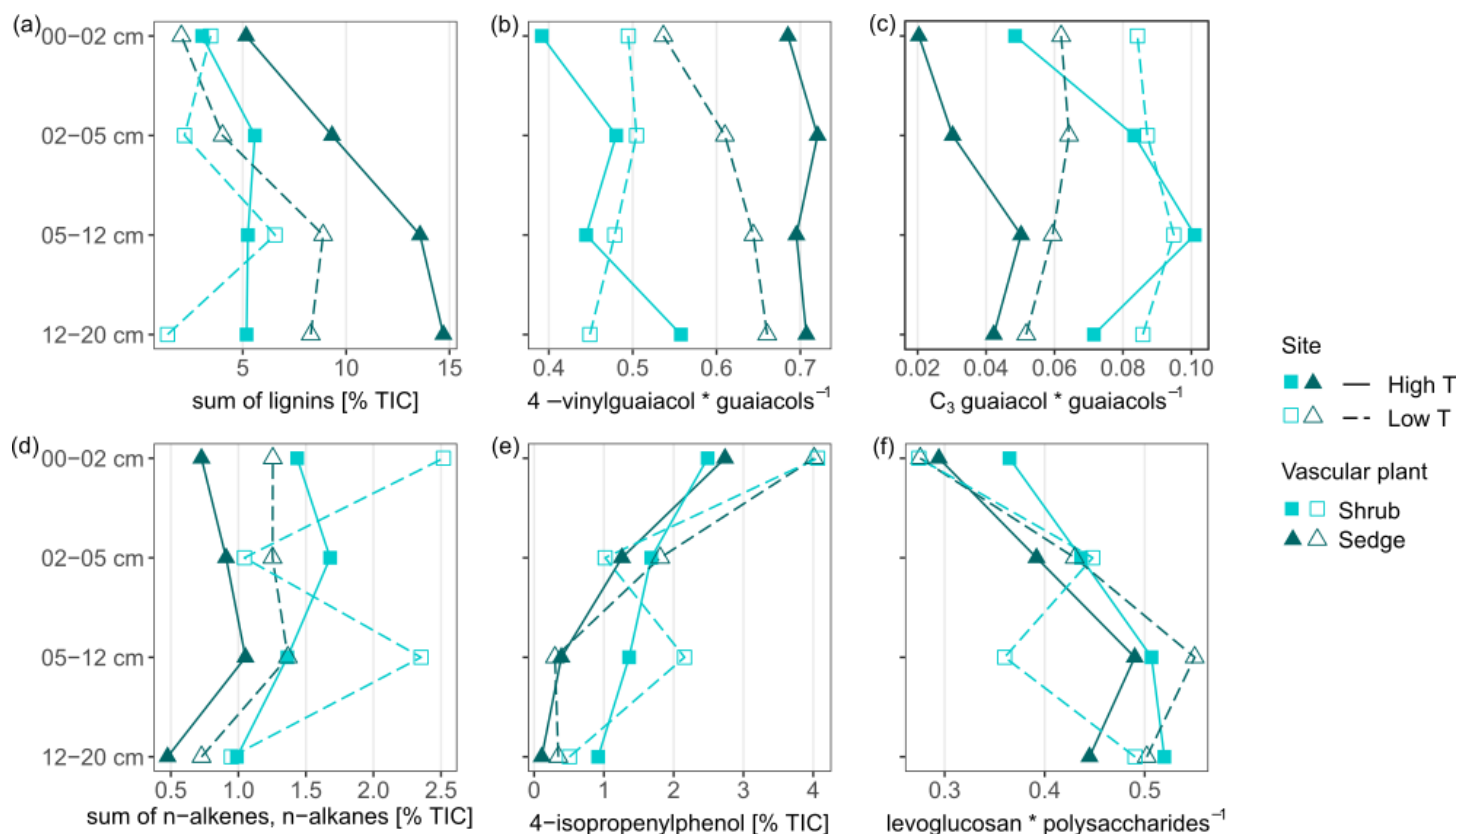 (a)
(b)
(c)
00−02 cm
02−05 cm
05−12 cm
12−20 cm
5 10 15
0.4 0.5 0.6 0.7
0.02 0.04 0.06 0.08 0.10
sum of lignins [% TIC]
4 −vinylguaiacol * guaiacols⁻¹
C₃ guaiacol * guaiacols⁻¹
Site
High T
Low T
Vascular plant
Shrub
Sedge
(d)
(e)
(f)
00−02 cm
02−05 cm
05−12 cm
12−20 cm
0.5 1.0 1.5 2.0 2.5
0 1 2 3 4
0.3 0.4 0.5
sum of n−alkenes, n−alkanes [% TIC]
4−isopropenylphenol [% TIC]
levoglucosan * polysaccharides⁻¹